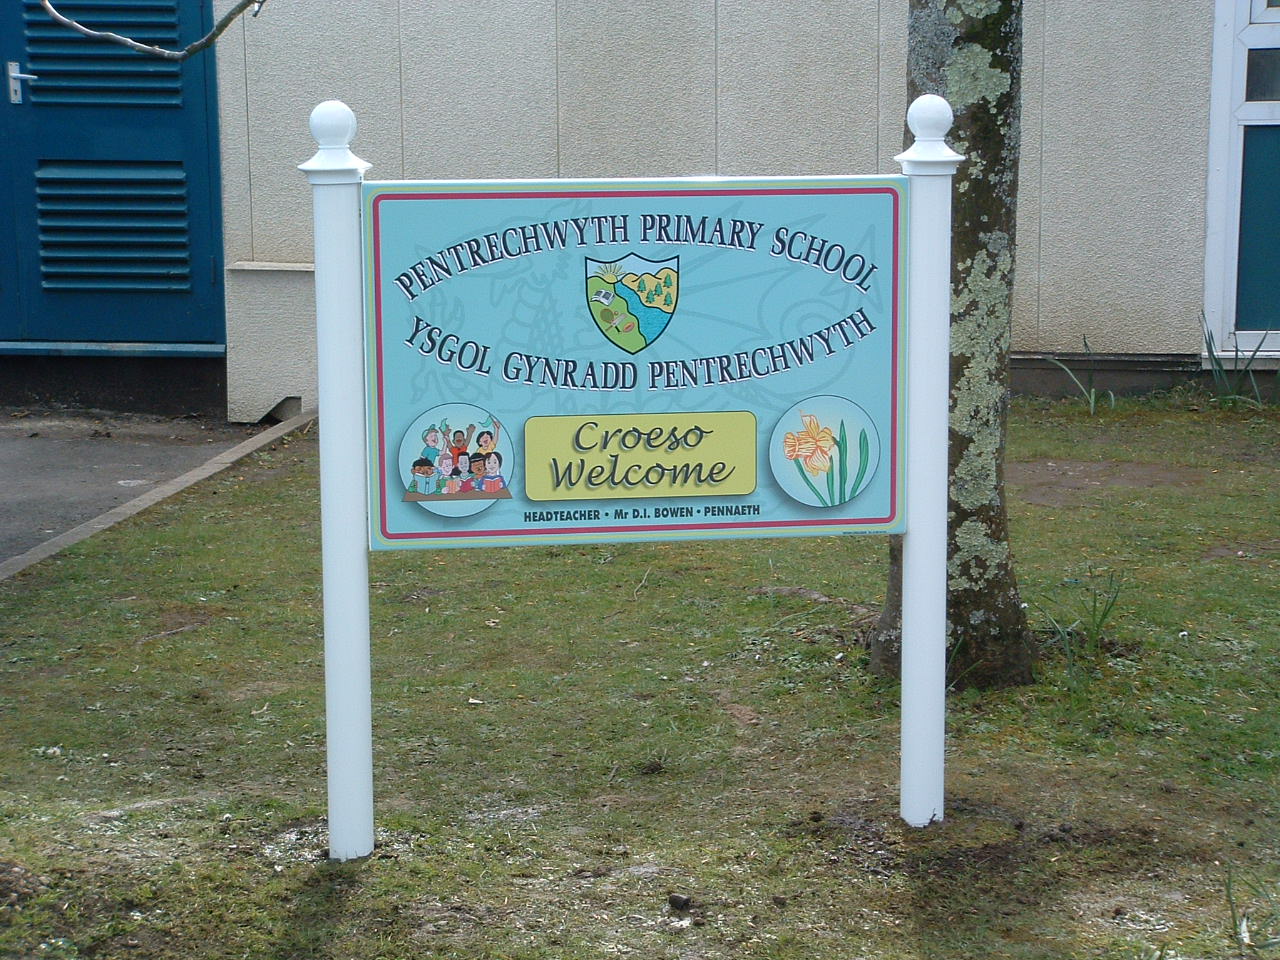 PENTRECHWYTH PRIMARY SCHOOL
YSGOL GYNRADD PENTRECHWYTH
Croeso
Welcome
HEADTEACHER • Mr D.I. BOWEN • PENNAETH